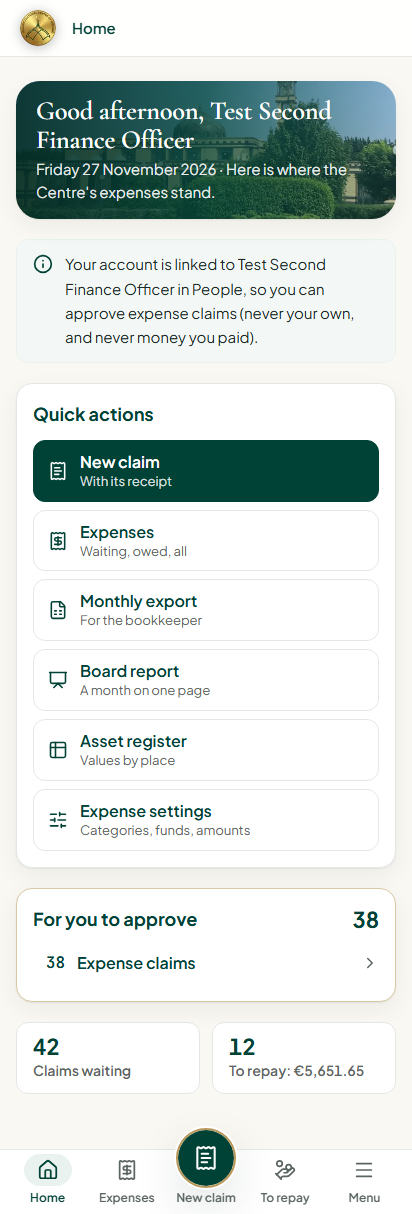 Home
Good afternoon, Test Second
Finance Officer
Friday 27 November 2026 · Here is where the
Centre's expenses stand.
Your account is linked to Test Second
Finance Officer in People, so you can
approve expense claims (never your own,
and never money you paid).
Quick actions
New claim
With its receipt
Expenses
Waiting, owed, all
Monthly export
For the bookkeeper
Board report
A month on one page
Asset register
Values by place
Expense settings
Categories, funds, amounts
For you to approve 38
38 Expense claims
42
Claims waiting
12
To repay: €5,651.65
Home Expenses New claim To repay Menu